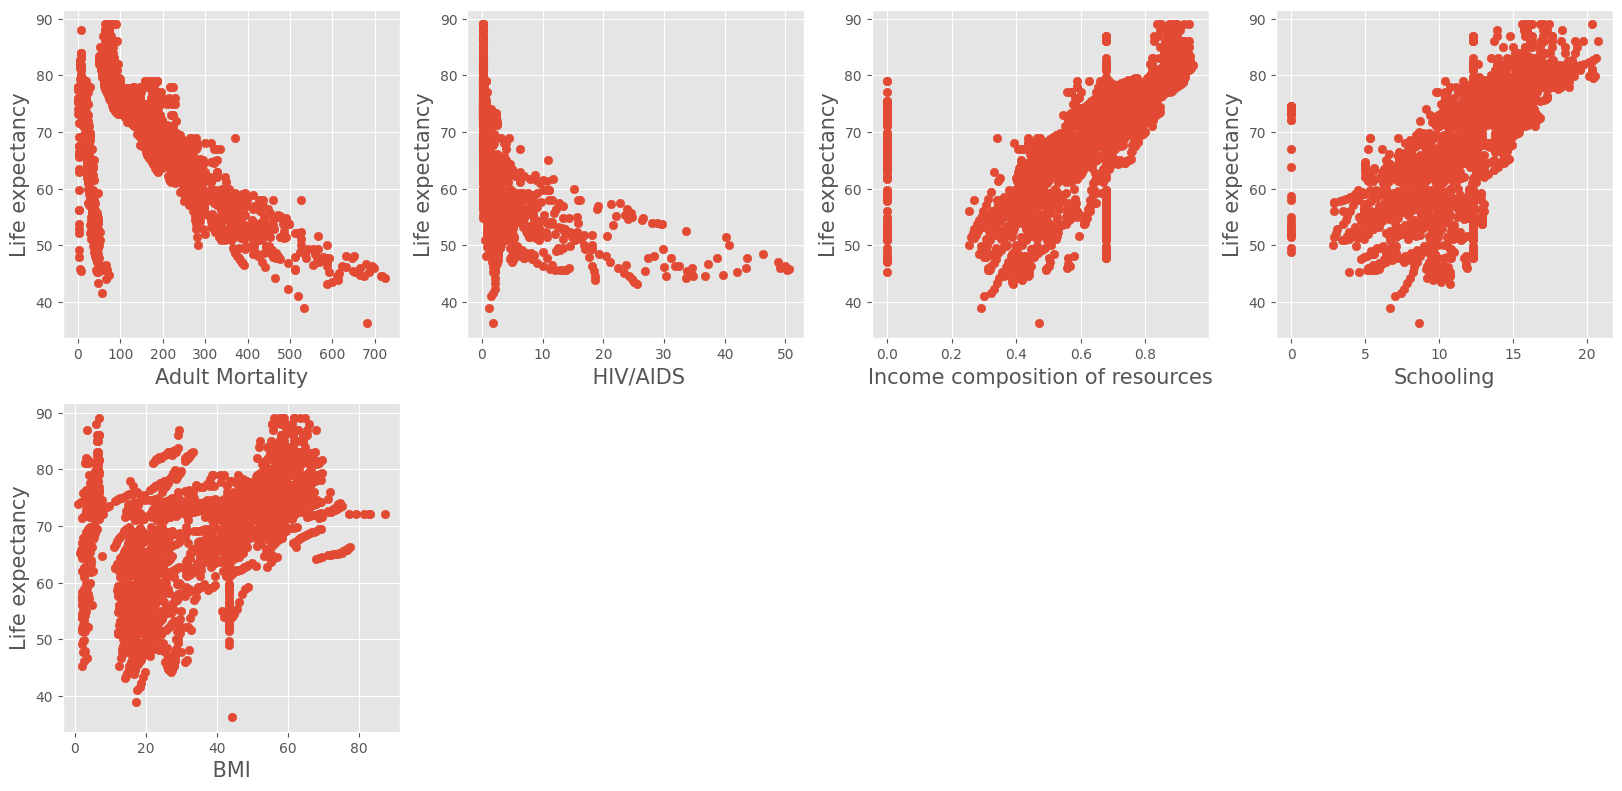 90
80
70
60
50
40
Life expectancy
0 100 200 300 400 500 600 700
Adult Mortality
90
80
70
60
50
40
Life expectancy
0 10 20 30 40 50
HIV/AIDS
90
80
70
60
50
40
Life expectancy
0.0 0.2 0.4 0.6 0.8
Income composition of resources
90
80
70
60
50
40
Life expectancy
0 5 10 15 20
Schooling
90
80
70
60
50
40
Life expectancy
0 20 40 60 80
BMI